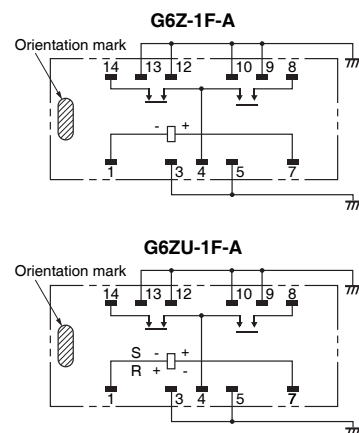 G6Z-1F-A
Orientation mark
14 13 12 10 9 8
- +
1 3 4 5 7
G6ZU-1F-A
Orientation mark
14 13 12 10 9 8
S - +
R + -
1 3 4 5 7